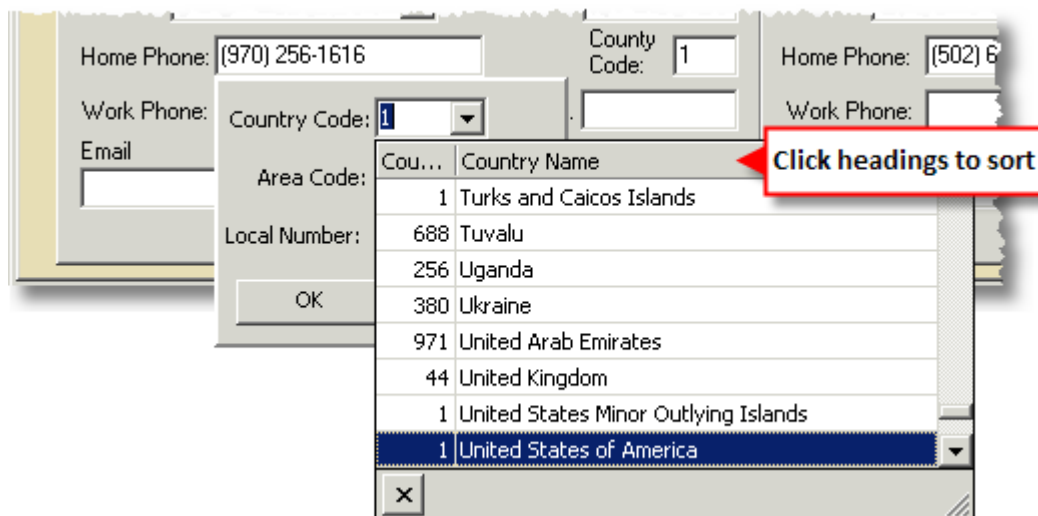 Home Phone: (970) 256-1616 County Code: 1 Home Phone: (502) 6
Work Phone: Work Phone:
Email
Country Code: 1
Area Code:
Local Number:
OK
Cou... Country Name
Click headings to sort
1 Turks and Caicos Islands
688 Tuvalu
256 Uganda
380 Ukraine
971 United Arab Emirates
44 United Kingdom
1 United States Minor Outlying Islands
1 United States of America